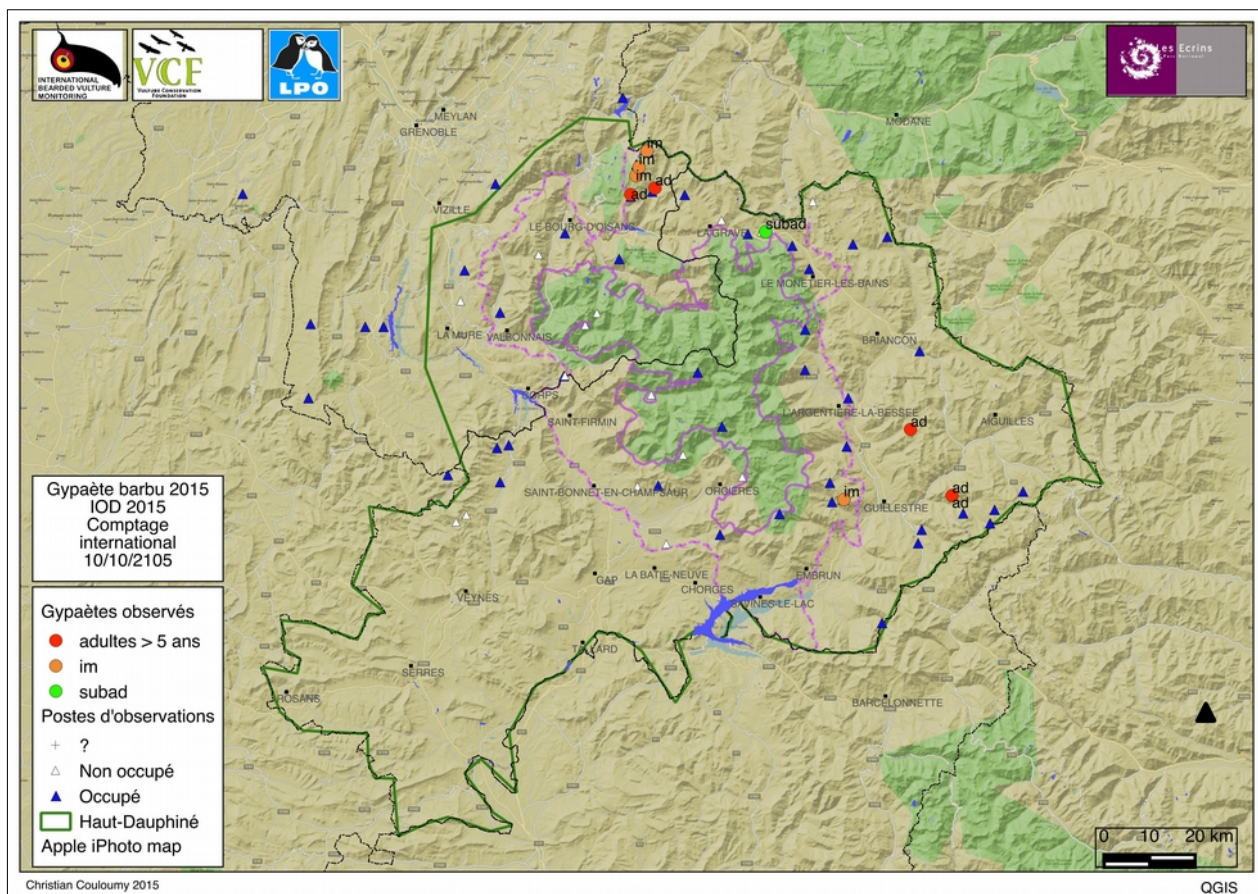 INTERNATIONAL
BEARDED VULTURE
MONITORING
VCF
VULTURE CONSERVATION
FOUNDATION
LPO
Les Ecrins
Parc National
MODANE
MEYLAN
GRENOBLE
im
im
im
ad
ad
VIZILLE
LE BOURG-D'OISANS
LA GRAVE
subad
LE MONETIER-LES-BAINS
LA MURE
VALBONNAIS
BRIANCON
CORPS
SAINT-FIRMIN
L'ARGENTIERE-LA-BESSEE
AIGUILLES
ad
SAINT-BONNET-EN-CHAMPSAUR
ORCIERES
im
GUILLESTRE
ad
ad
GAP
LA BATIE-NEUVE
CHORGES
EMBRUN
VEYNES
SAVINES-LE-LAC
TALLARD
SERRES
ROSANS
BARCELONNETTE
Gypaète barbu 2015
IOD 2015
Comptage
international
10/10/2105
Gypaètes observés
adultes > 5 ans
im
subad
Postes d'observations
?
Non occupé
Occupé
Haut-Dauphiné
Apple iPhoto map
0 10 20 km
Christian Couloumy 2015
QGIS